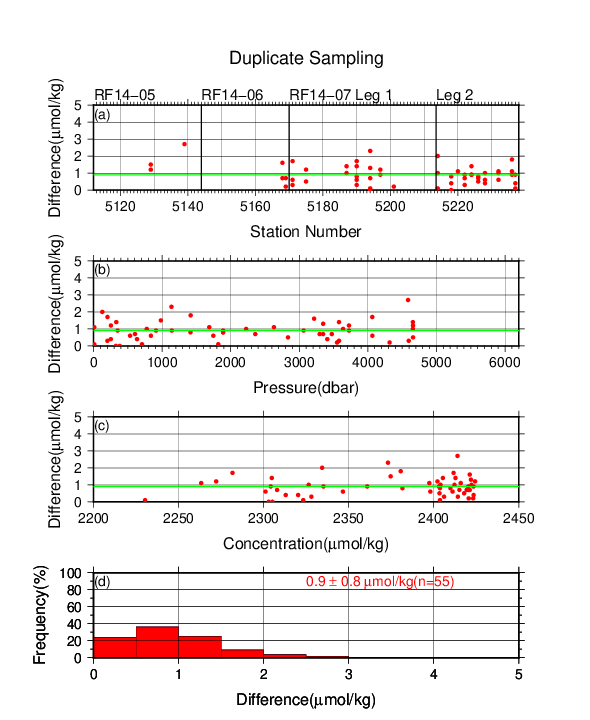 Duplicate Sampling
RF14−05 RF14−06 RF14−07 Leg 1 Leg 2
(a)
Difference(μmol/kg)
5
4
3
2
1
0
5120 5140 5160 5180 5200 5220
Station Number
(b)
Difference(μmol/kg)
5
4
3
2
1
0
0 1000 2000 3000 4000 5000 6000
Pressure(dbar)
(c)
Difference(μmol/kg)
5
4
3
2
1
0
2200 2250 2300 2350 2400 2450
Concentration(μmol/kg)
(d)
0.9 ± 0.8 μmol/kg(n=55)
Frequency(%)
100
80
60
40
20
0
0 1 2 3 4 5
Difference(μmol/kg)